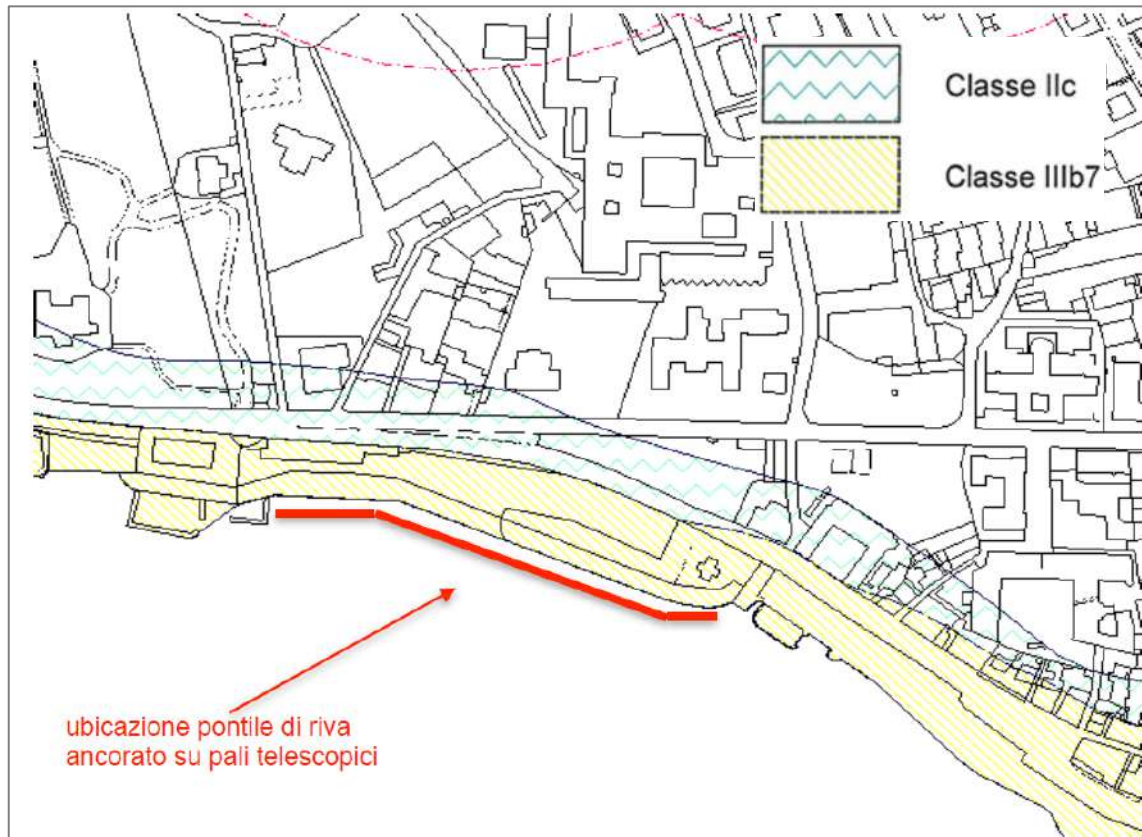 Classe IIc
Classe IIIb7
ubicazione pontile di riva
ancorato su pali telescopici